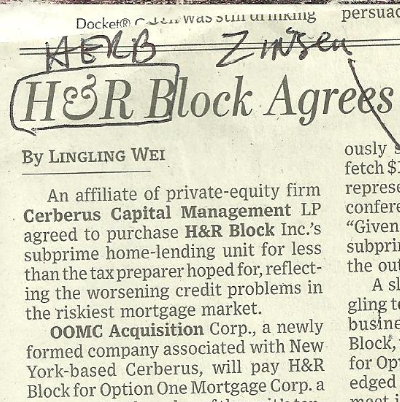 Docket® was still drinking persuad
HERB Zinsen
H&R Block Agrees
By LINGLING WEI
An affiliate of private-equity firm
Cerberus Capital Management LP
agreed to purchase H&R Block Inc.'s
subprime home-lending unit for less
than the tax preparer hoped for, reflect-
ing the worsening credit problems in
the riskiest mortgage market.
OOMC Acquisition Corp., a newly
formed company associated with New
York-based Cerberus, will pay H&R
Block for Option One Mortgage Corp. a
ously s
fetch $1
represe
confere
"Given
subprin
the out
A sl
gling to
busine
Block,
for Opt
edged